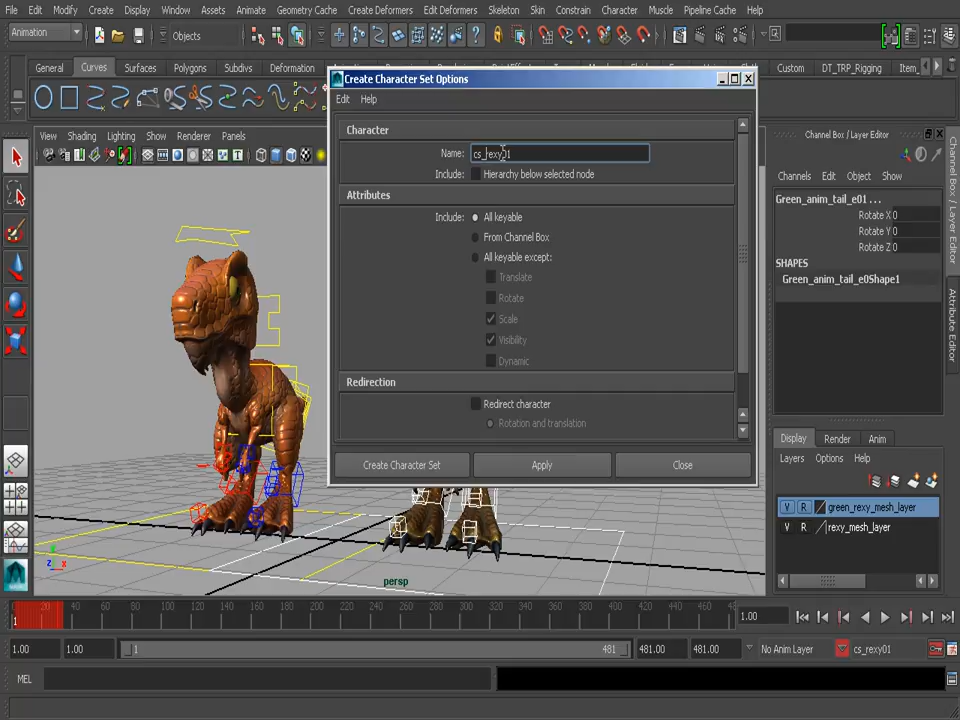 File Edit Modify Create Display Window Assets Animate Geometry Cache Create Deformers Edit Deformers Skeleton Skin Constrain Character Muscle Pipeline Cache Help
Animation Objects
General Curves Surfaces Polygons Subdivs Deformation Custom DT_TRP_Rigging Item_
Create Character Set Options
Edit Help
Character
Name: cs_rexy01
Include: Hierarchy below selected node
Attributes
Include: All keyable
From Channel Box
All keyable except:
Translate
Rotate
Scale
Visibility
Dynamic
Redirection
Redirect character
Rotation and translation
Create Character Set Apply Close
View Shading Lighting Show Renderer Panels
persp
Channel Box / Layer Editor
Channels Edit Object Show
Green_anim_tail_e01 ...
Rotate X 0
Rotate Y 0
Rotate Z 0
SHAPES
Green_anim_tail_e0Shape1
Channel Box / Layer Editor
Attribute Editor
Display Render Anim
Layers Options Help
V R green_rexy_mesh_layer
V R rexy_mesh_layer
1 20 40 60 80 100 120 140 160 180 200 220 240 260 280 300 320 340 360 380 400 420 440 460 48 1.00
1.00 1.00 1 481 481.00 481.00 No Anim Layer cs_rexy01
MEL